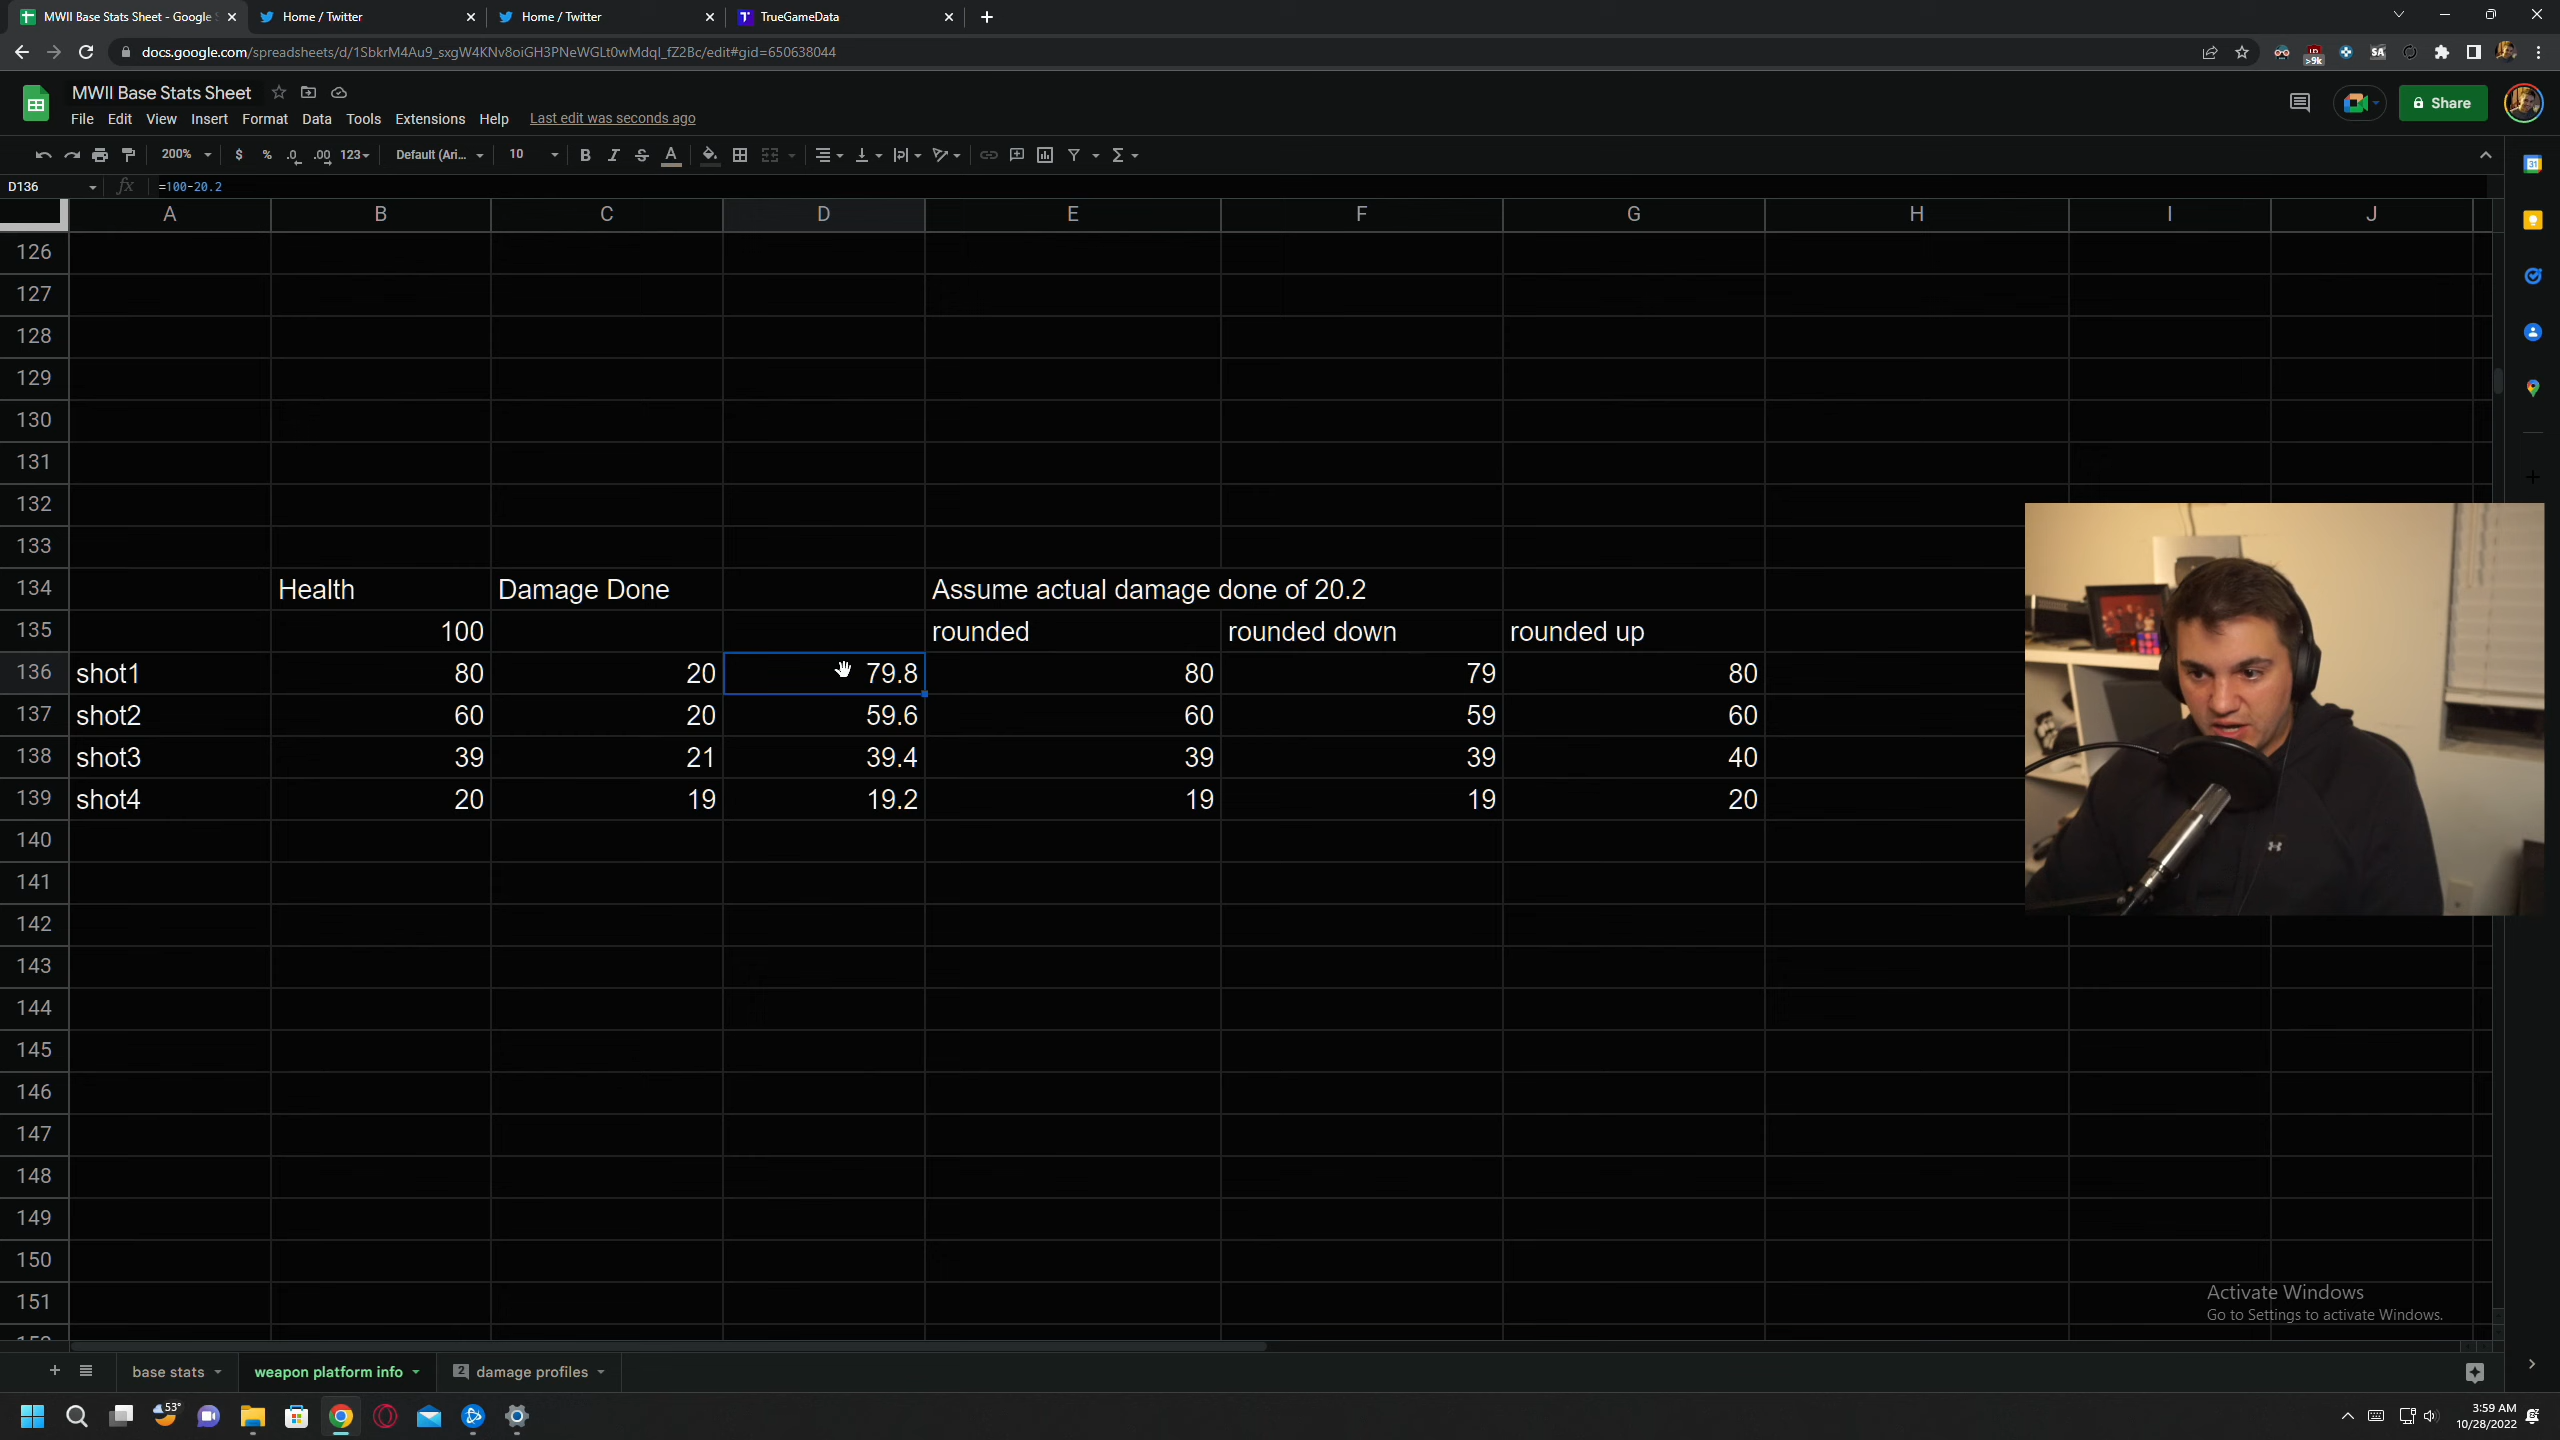 MWII Base Stats Sheet - Google S
Home / Twitter
Home / Twitter
TrueGameData
docs.google.com/spreadsheets/d/1SbkrM4Au9_sxgW4KNv8oiGH3PNeWGLt0wMdqI_fZ2Bc/edit#gid=650638044
>9k
MWII Base Stats Sheet
Share
File Edit View Insert Format Data Tools Extensions Help Last edit was seconds ago
200% $ % .0 .00 123 Default (Ari... 10 B I S A
D136 fx =100-20.2
A B C D E F G H I J
126
127
128
129
130
131
132
133
134 Health Damage Done Assume actual damage done of 20.2
135 100 rounded rounded down rounded up
136 shot1 80 20 79.8 80 79 80
137 shot2 60 20 59.6 60 59 60
138 shot3 39 21 39.4 39 39 40
139 shot4 20 19 19.2 19 19 20
140
141
142
143
144
145
146
147
148
149
150
151
Activate Windows
Go to Settings to activate Windows.
base stats weapon platform info 2 damage profiles
53°
3:59 AM
10/28/2022